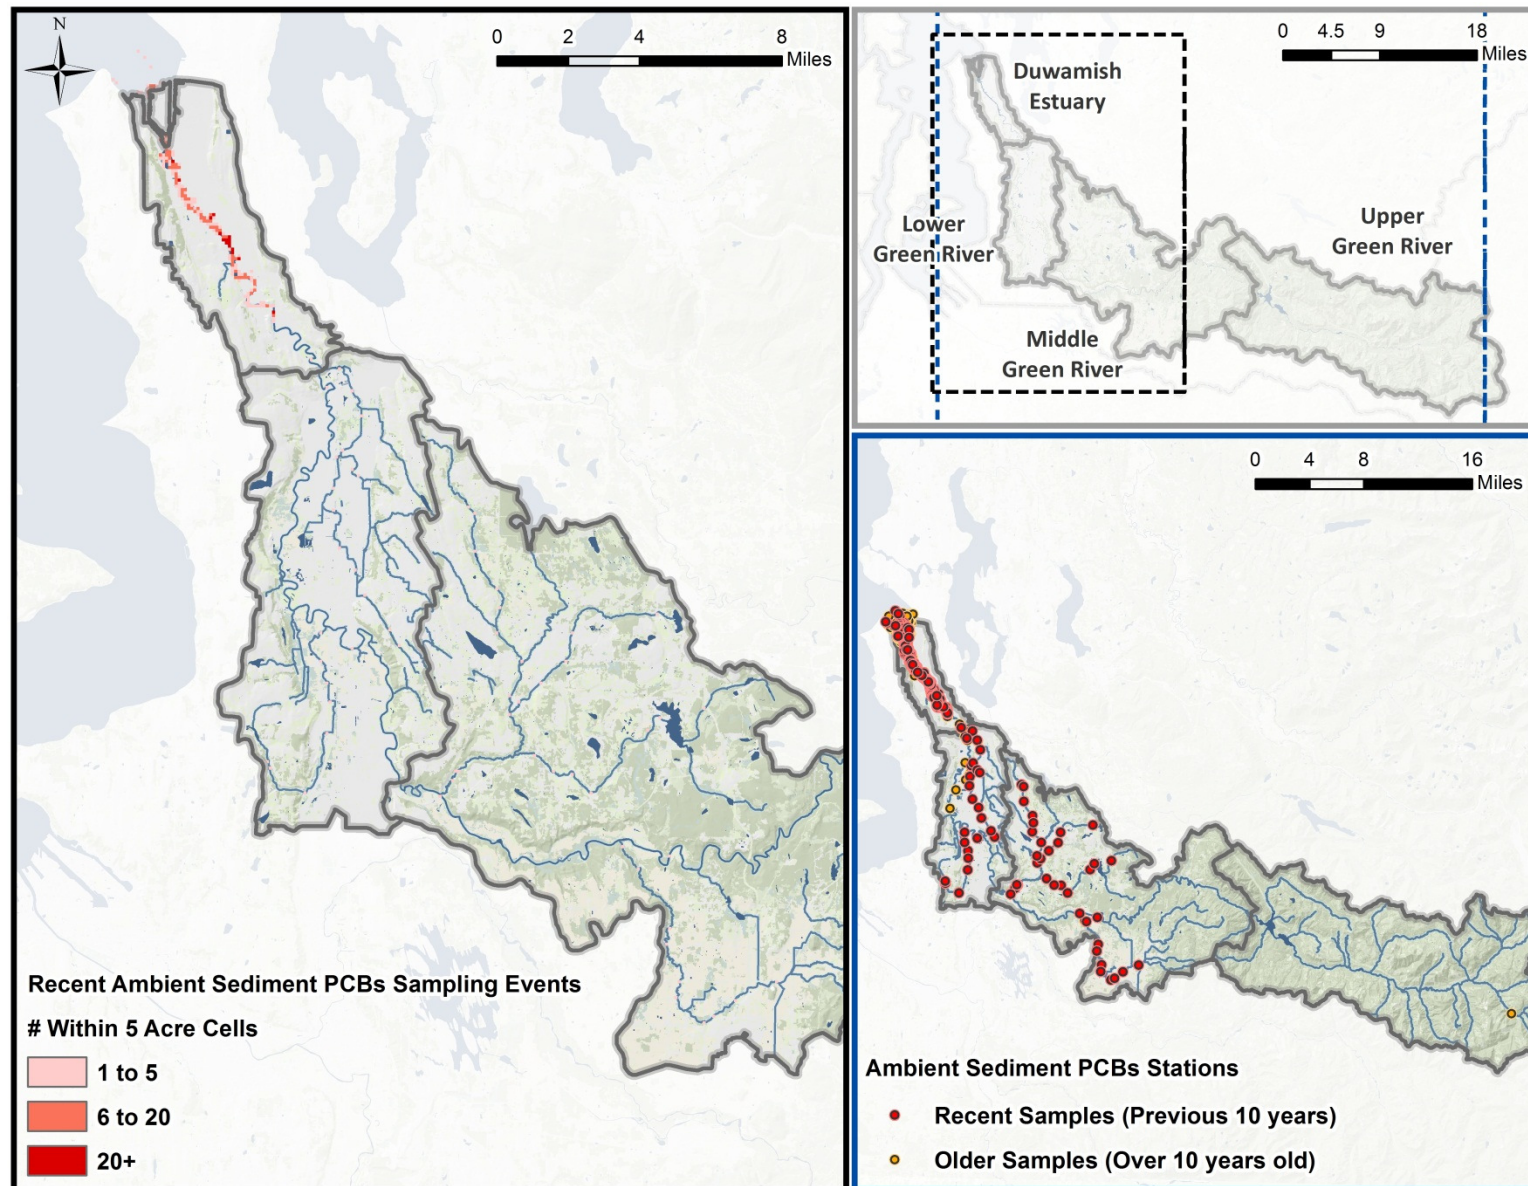 N
0 2 4 8
Miles
Recent Ambient Sediment PCBs Sampling Events
# Within 5 Acre Cells
1 to 5
6 to 20
20+
0 4.5 9 18
Miles
Duwamish
Estuary
Lower
Green River
Upper
Green River
Middle
Green River
0 4 8 16
Miles
Ambient Sediment PCBs Stations
Recent Samples (Previous 10 years)
Older Samples (Over 10 years old)